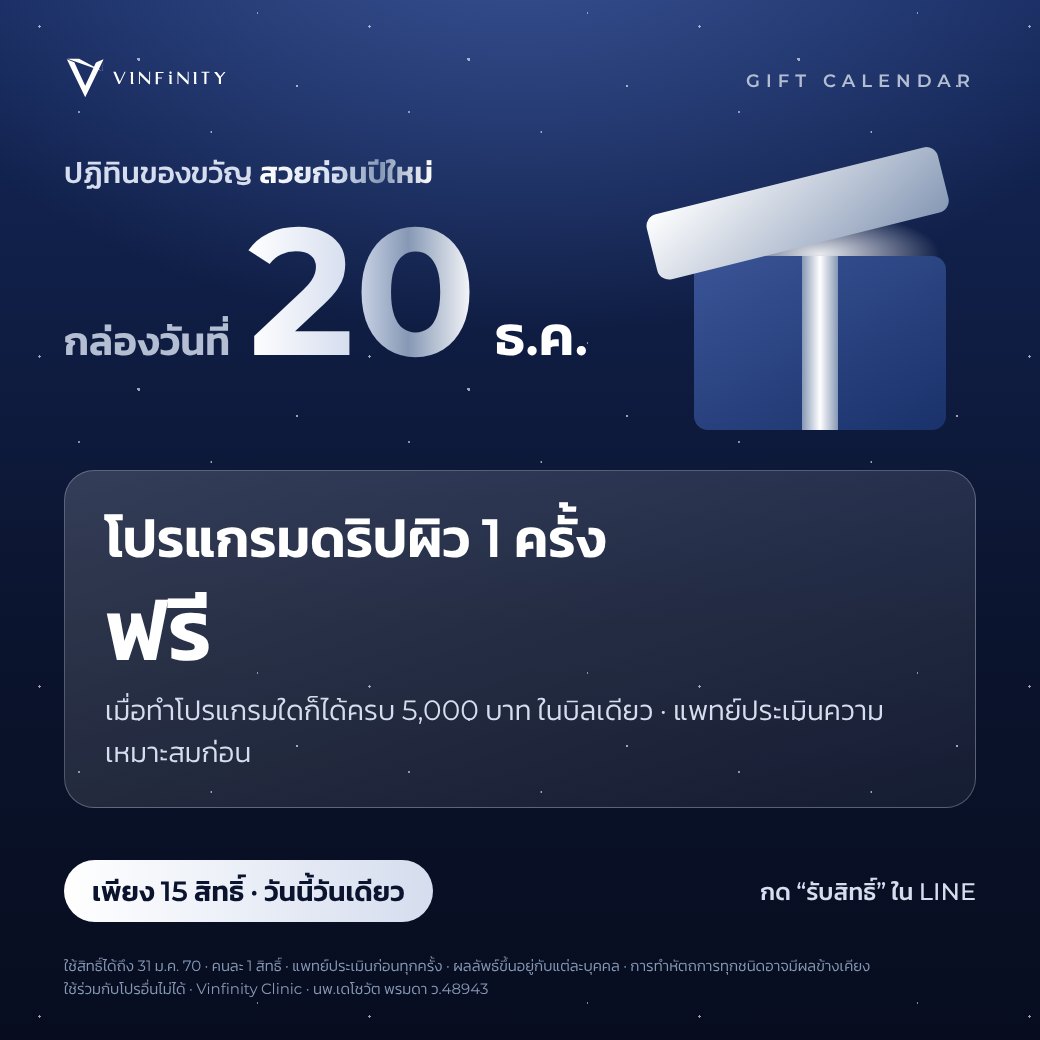 VINFiNITY
GIFT CALENDAR
ปฏิทินของขวัญ สวยก่อนปีใหม่
กล่องวันที่ 20 ธ.ค.
โปรแกรมดริปผิว 1 ครั้ง
ฟรี
เมื่อทำโปรแกรมใดก็ได้ครบ 5,000 บาท ในบิลเดียว · แพทย์ประเมินความ
เหมาะสมก่อน
เพียง 15 สิทธิ์ · วันนี้วันเดียว
กด “รับสิทธิ์” ใน LINE
ใช้สิทธิ์ได้ถึง 31 ม.ค. 70 · คนละ 1 สิทธิ์ · แพทย์ประเมินก่อนทุกครั้ง · ผลลัพธ์ขึ้นอยู่กับแต่ละบุคคล · การทำหัตถการทุกชนิดอาจมีผลข้างเคียง
ใช้ร่วมกับโปรอื่นไม่ได้ · Vinfinity Clinic · นพ.เดโชวัต พรมดา ว.48943